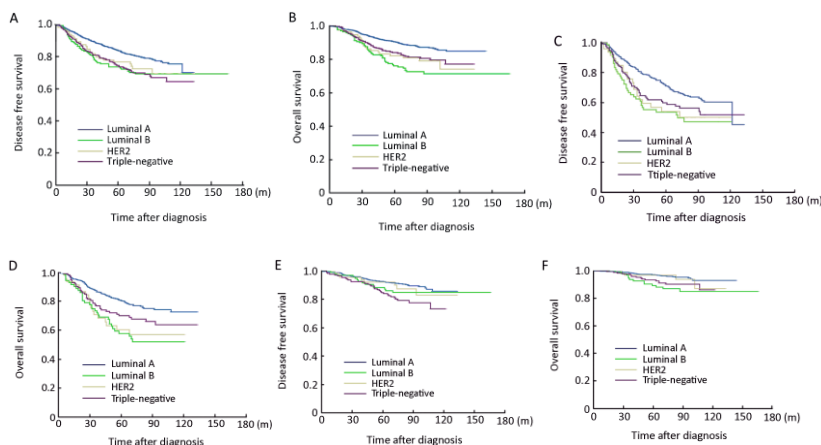 A
Disease free survival
1.0
0.8
0.6
0.4
0.2
0
30 60 90 120 150 180 (m)
Time after diagnosis
Luminal A
Luminal B
HER2
Triple-negative
B
Overall survival
1.0
0.8
0.6
0.4
0.2
0
30 60 90 120 150 180 (m)
Time after diagnosis
Luminal A
Luminal B
HER2
Triple-negative
C
Disease free survival
1.0
0.8
0.6
0.4
0.2
0
30 60 90 120 150 180 (m)
Time after diagnosis
Luminal A
Luminal B
HER2
Ttiple-negative
D
Overall survival
1.0
0.8
0.6
0.4
0.2
0
30 60 90 120 150 180 (m)
Time after diagnosis
Luminal A
Luminal B
HER2
Triple-negative
E
Disease free survival
1.0
0.8
0.6
0.4
0.2
0
30 60 90 120 150 180 (m)
Time after diagnosis
Luminal A
Luminal B
HER2
Triple-negative
F
Overall survival
1.0
0.8
0.6
0.4
0.2
0
30 60 90 120 150 180 (m)
Time after diagnosis
Luminal A
Luminal B
HER2
Triple-negative